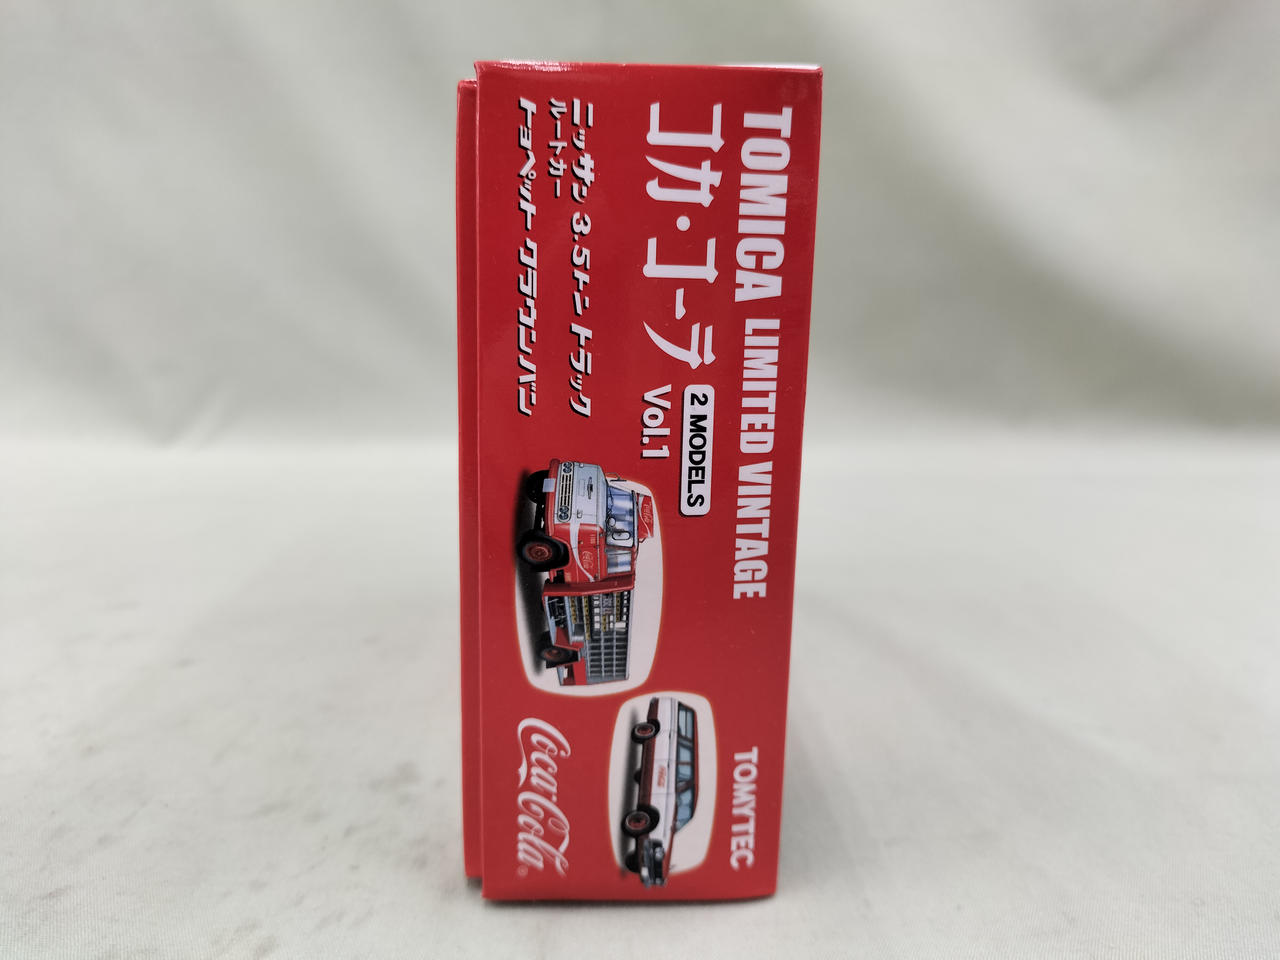 TOMICA LIMITED VINTAGE
コカ・コーラ
2 MODELS
Vol.1
ニッサン 3.5トン トラック
ルートカー
トヨペット クラウンバン
Coca-Cola®
TOMYTEC